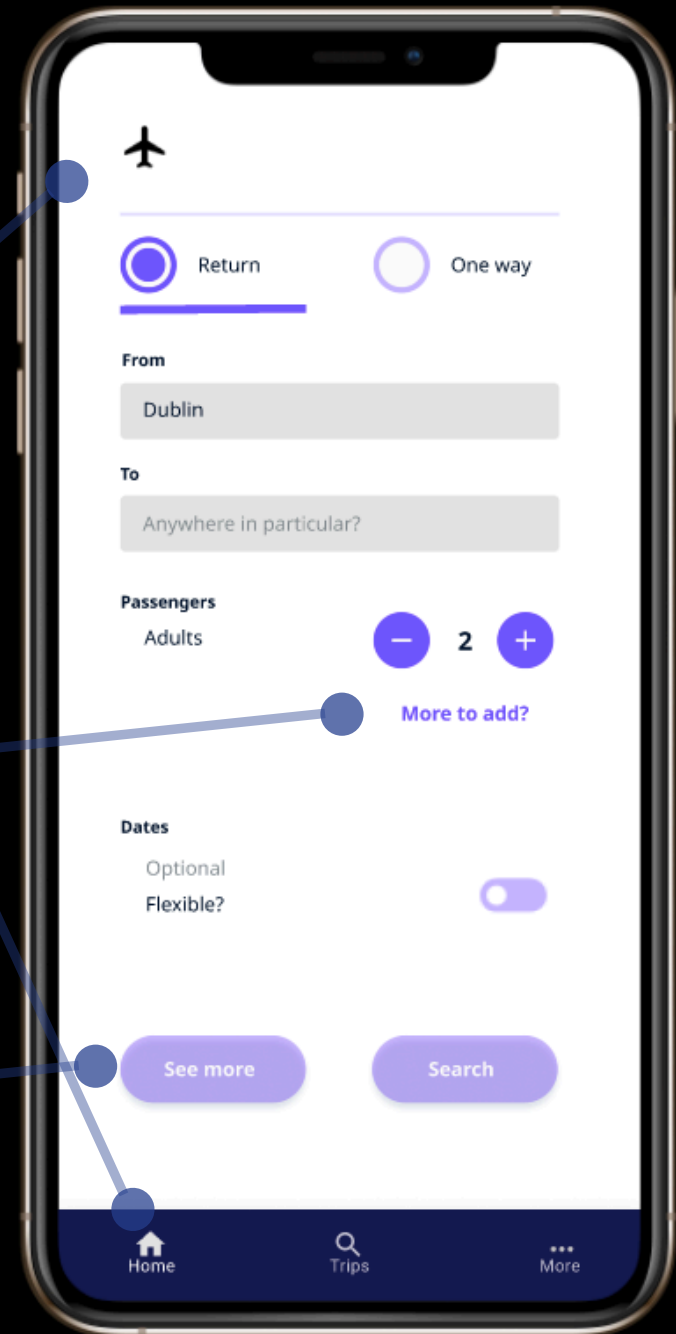 Return
One way
From
Dublin
To
Anywhere in particular?
Passengers
Adults
2
More to add?
Dates
Optional
Flexible?
See more
Search
Home
Trips
More